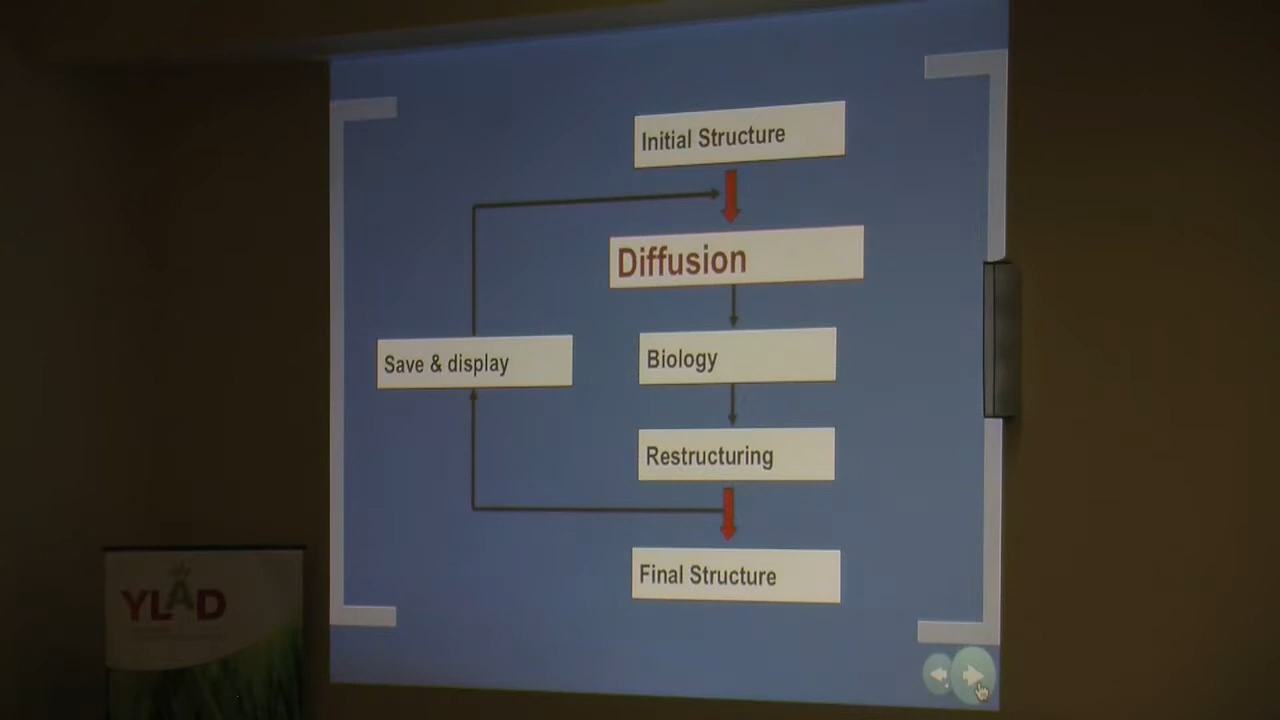 Initial Structure
Diffusion
Save & display
Biology
Restructuring
Final Structure
YLAD